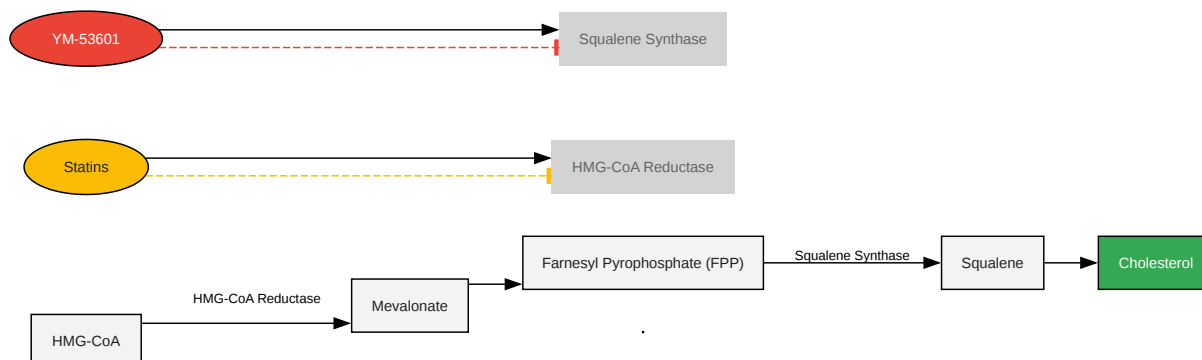 YM-53601
Squalene Synthase
Statins
HMG-CoA Reductase
Farnesyl Pyrophosphate (FPP)
Squalene Synthase
Squalene
Cholesterol
HMG-CoA Reductase
Mevalonate
HMG-CoA
.